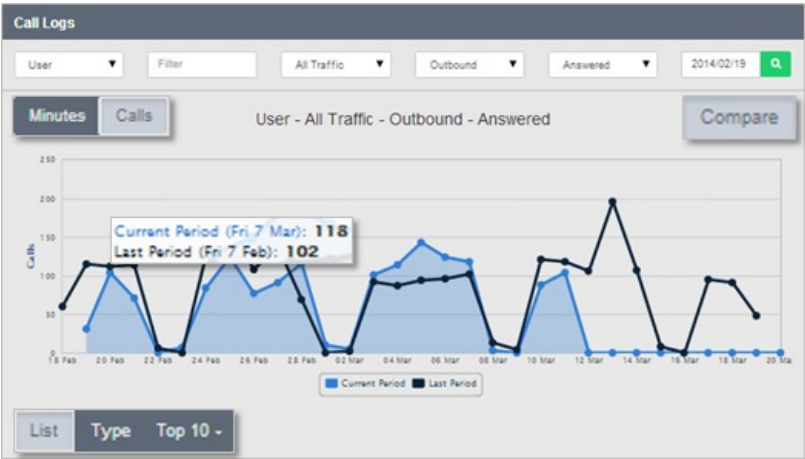 Call Logs
User ▼ Filter All Traffic ▼ Outbound ▼ Answered ▼ 2014/02/19
Minutes Calls User - All Traffic - Outbound - Answered Compare
250
200
Current Period (Fri 7 Mar): 118
150
Last Period (Fri 7 Feb): 102
Calls
100
50
0
18 Feb 20 Feb 22 Feb 24 Feb 26 Feb 28 Feb 02 Mar 04 Mar 06 Mar 08 Mar 10 Mar 12 Mar 14 Mar 16 Mar 18 Mar 20 Ma
Current Period Last Period
List Type Top 10 -